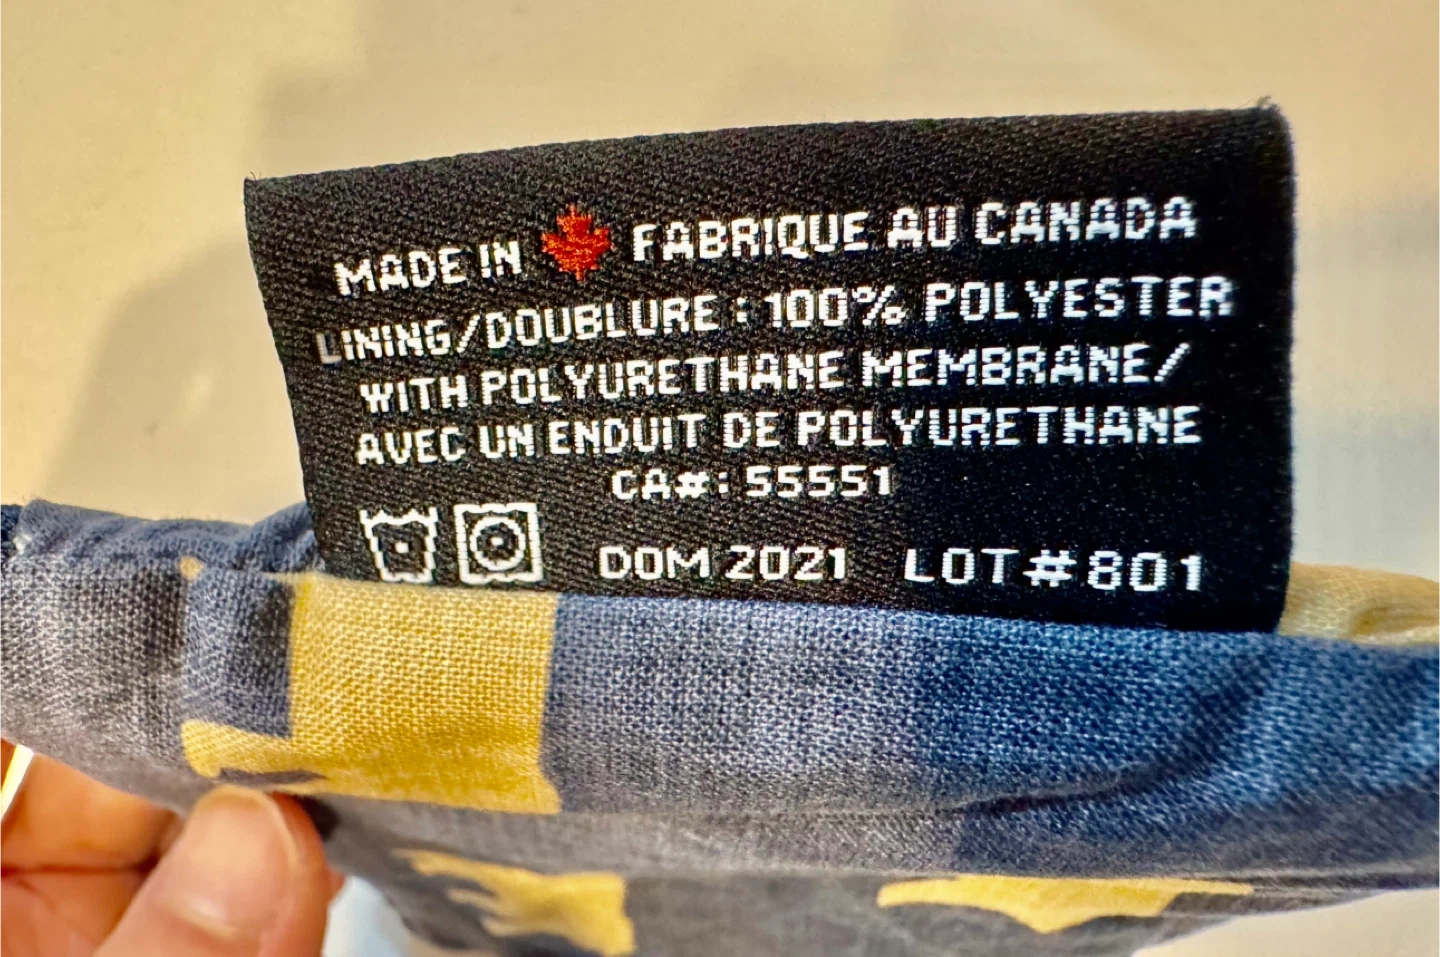 MADE IN FABRIQUE AU CANADA
LINING/DOUBLURE : 100% POLYESTER
WITH POLYURETHANE MEMBRANE/
AVEC UN ENDUIT DE POLYURETHANE
CA#: 55551
DOM 2021 LOT#801